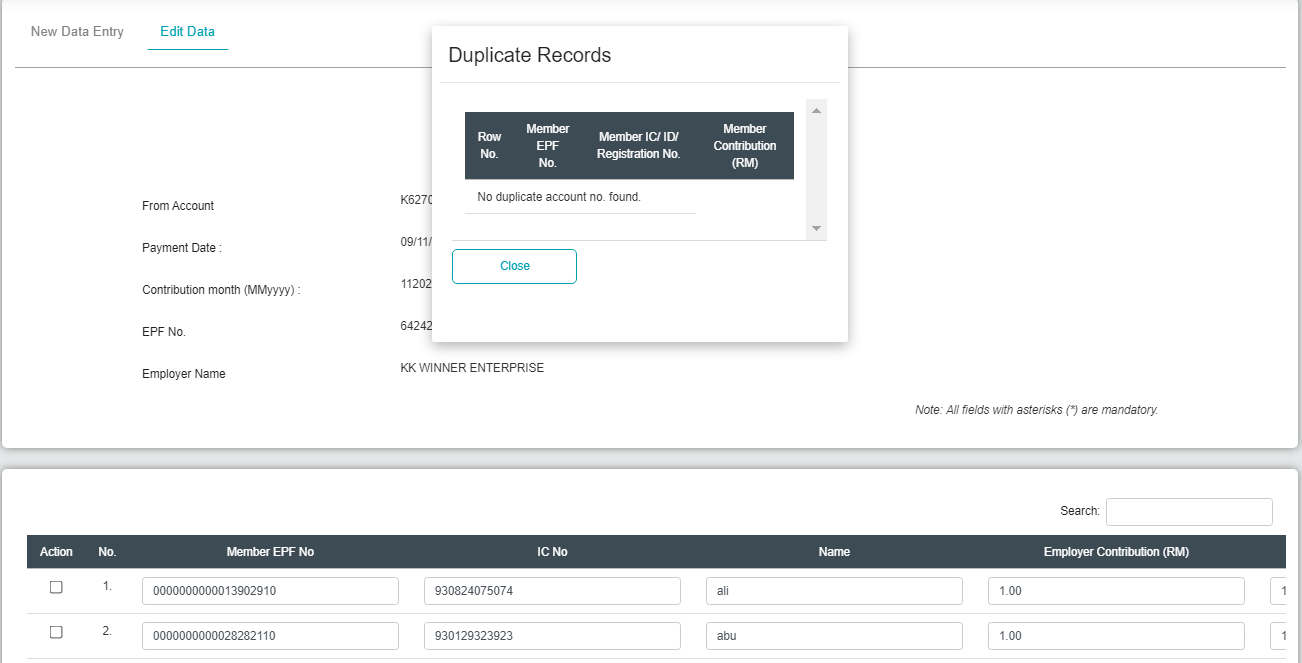 New Data Entry
Edit Data
Duplicate Records
Row No.
Member EPF No.
Member IC/ ID/ Registration No.
Member Contribution (RM)
No duplicate account no. found.
Close
From Account
K6270
Payment Date :
09/11/
Contribution month (MMyyyy) :
11202
EPF No.
64242
Employer Name
KK WINNER ENTERPRISE
Note: All fields with asterisks (*) are mandatory.
Search:
Action No. Member EPF No IC No Name Employer Contribution (RM)
1. 0000000000013902910 930824075074 ali 1.00 1
2. 0000000000028282110 930129323923 abu 1.00 1